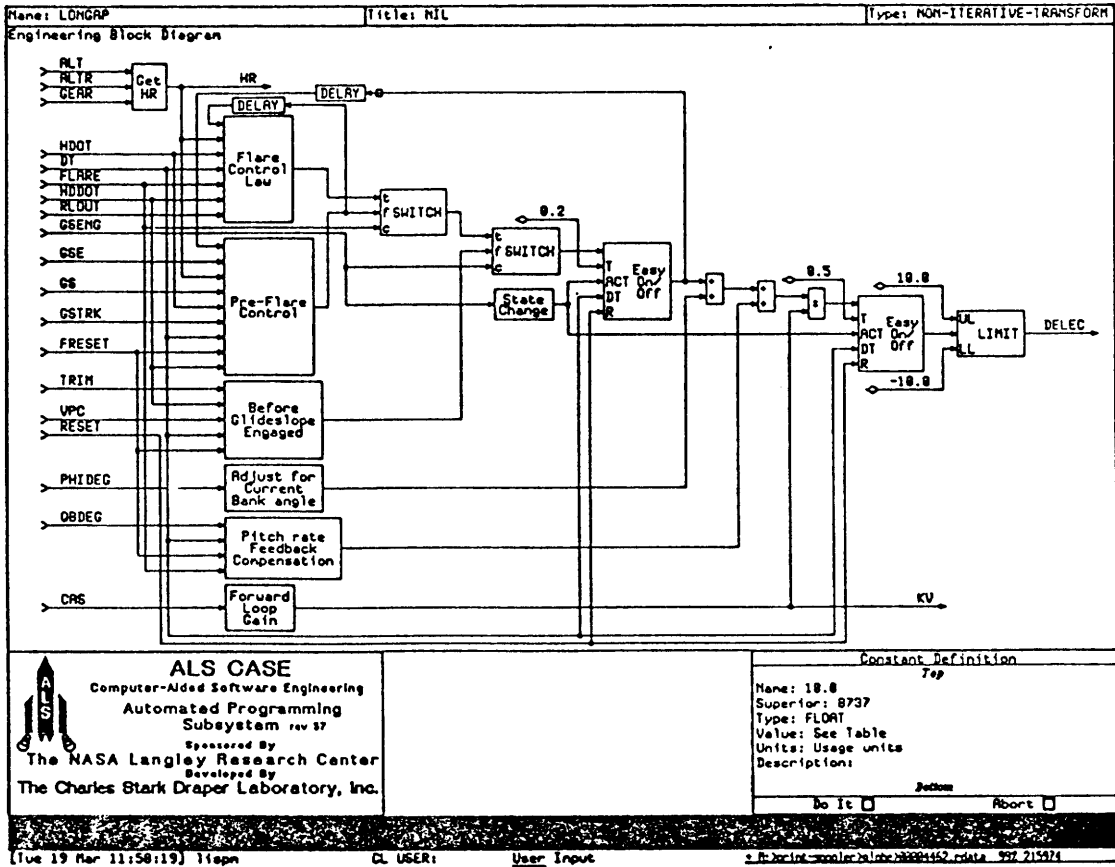 Name: LONGAP
Title: NIL
Type: NON-ITERATIVE-TRANSFORM
Engineering Block Diagram
ALT
ALTR
GEAR
Get
HR
HR
DELAY
DELAY
HDOT
DT
FLARE
HDDOT
RLOUT
GSENG
Flare
Control
Law
t
f SWITCH
c
0.2
t
f SWITCH
c
GSE
GS
GSTRK
FRESET
Pre-Flare
Control
State
Change
T
ACT
DT
R
Easy
On/
Off
0.5
10.0
T
ACT
DT
R
Easy
On/
Off
UL
LIMIT
LL
DELEC
-10.0
TRIM
VPC
RESET
Before
Glideslope
Engaged
PHIDEG
Adjust for
Current
Bank angle
QBDEG
Pitch rate
Feedback
Compensation
CAS
Forward
Loop
Gain
KV
ALS
ALS CASE
Computer-Aided Software Engineering
Automated Programming
Subsystem rev 37
Sponsored By
The NASA Langley Research Center
Developed By
The Charles Stark Draper Laboratory, Inc.
Constant Definition
Top
Name: 10.0
Superior: 8737
Type: FLOAT
Value: See Table
Units: Usage units
Description:
Bottom
Do It
Abort
[Tue 19 Mar 11:58:19] lispm
CL USER:
User Input